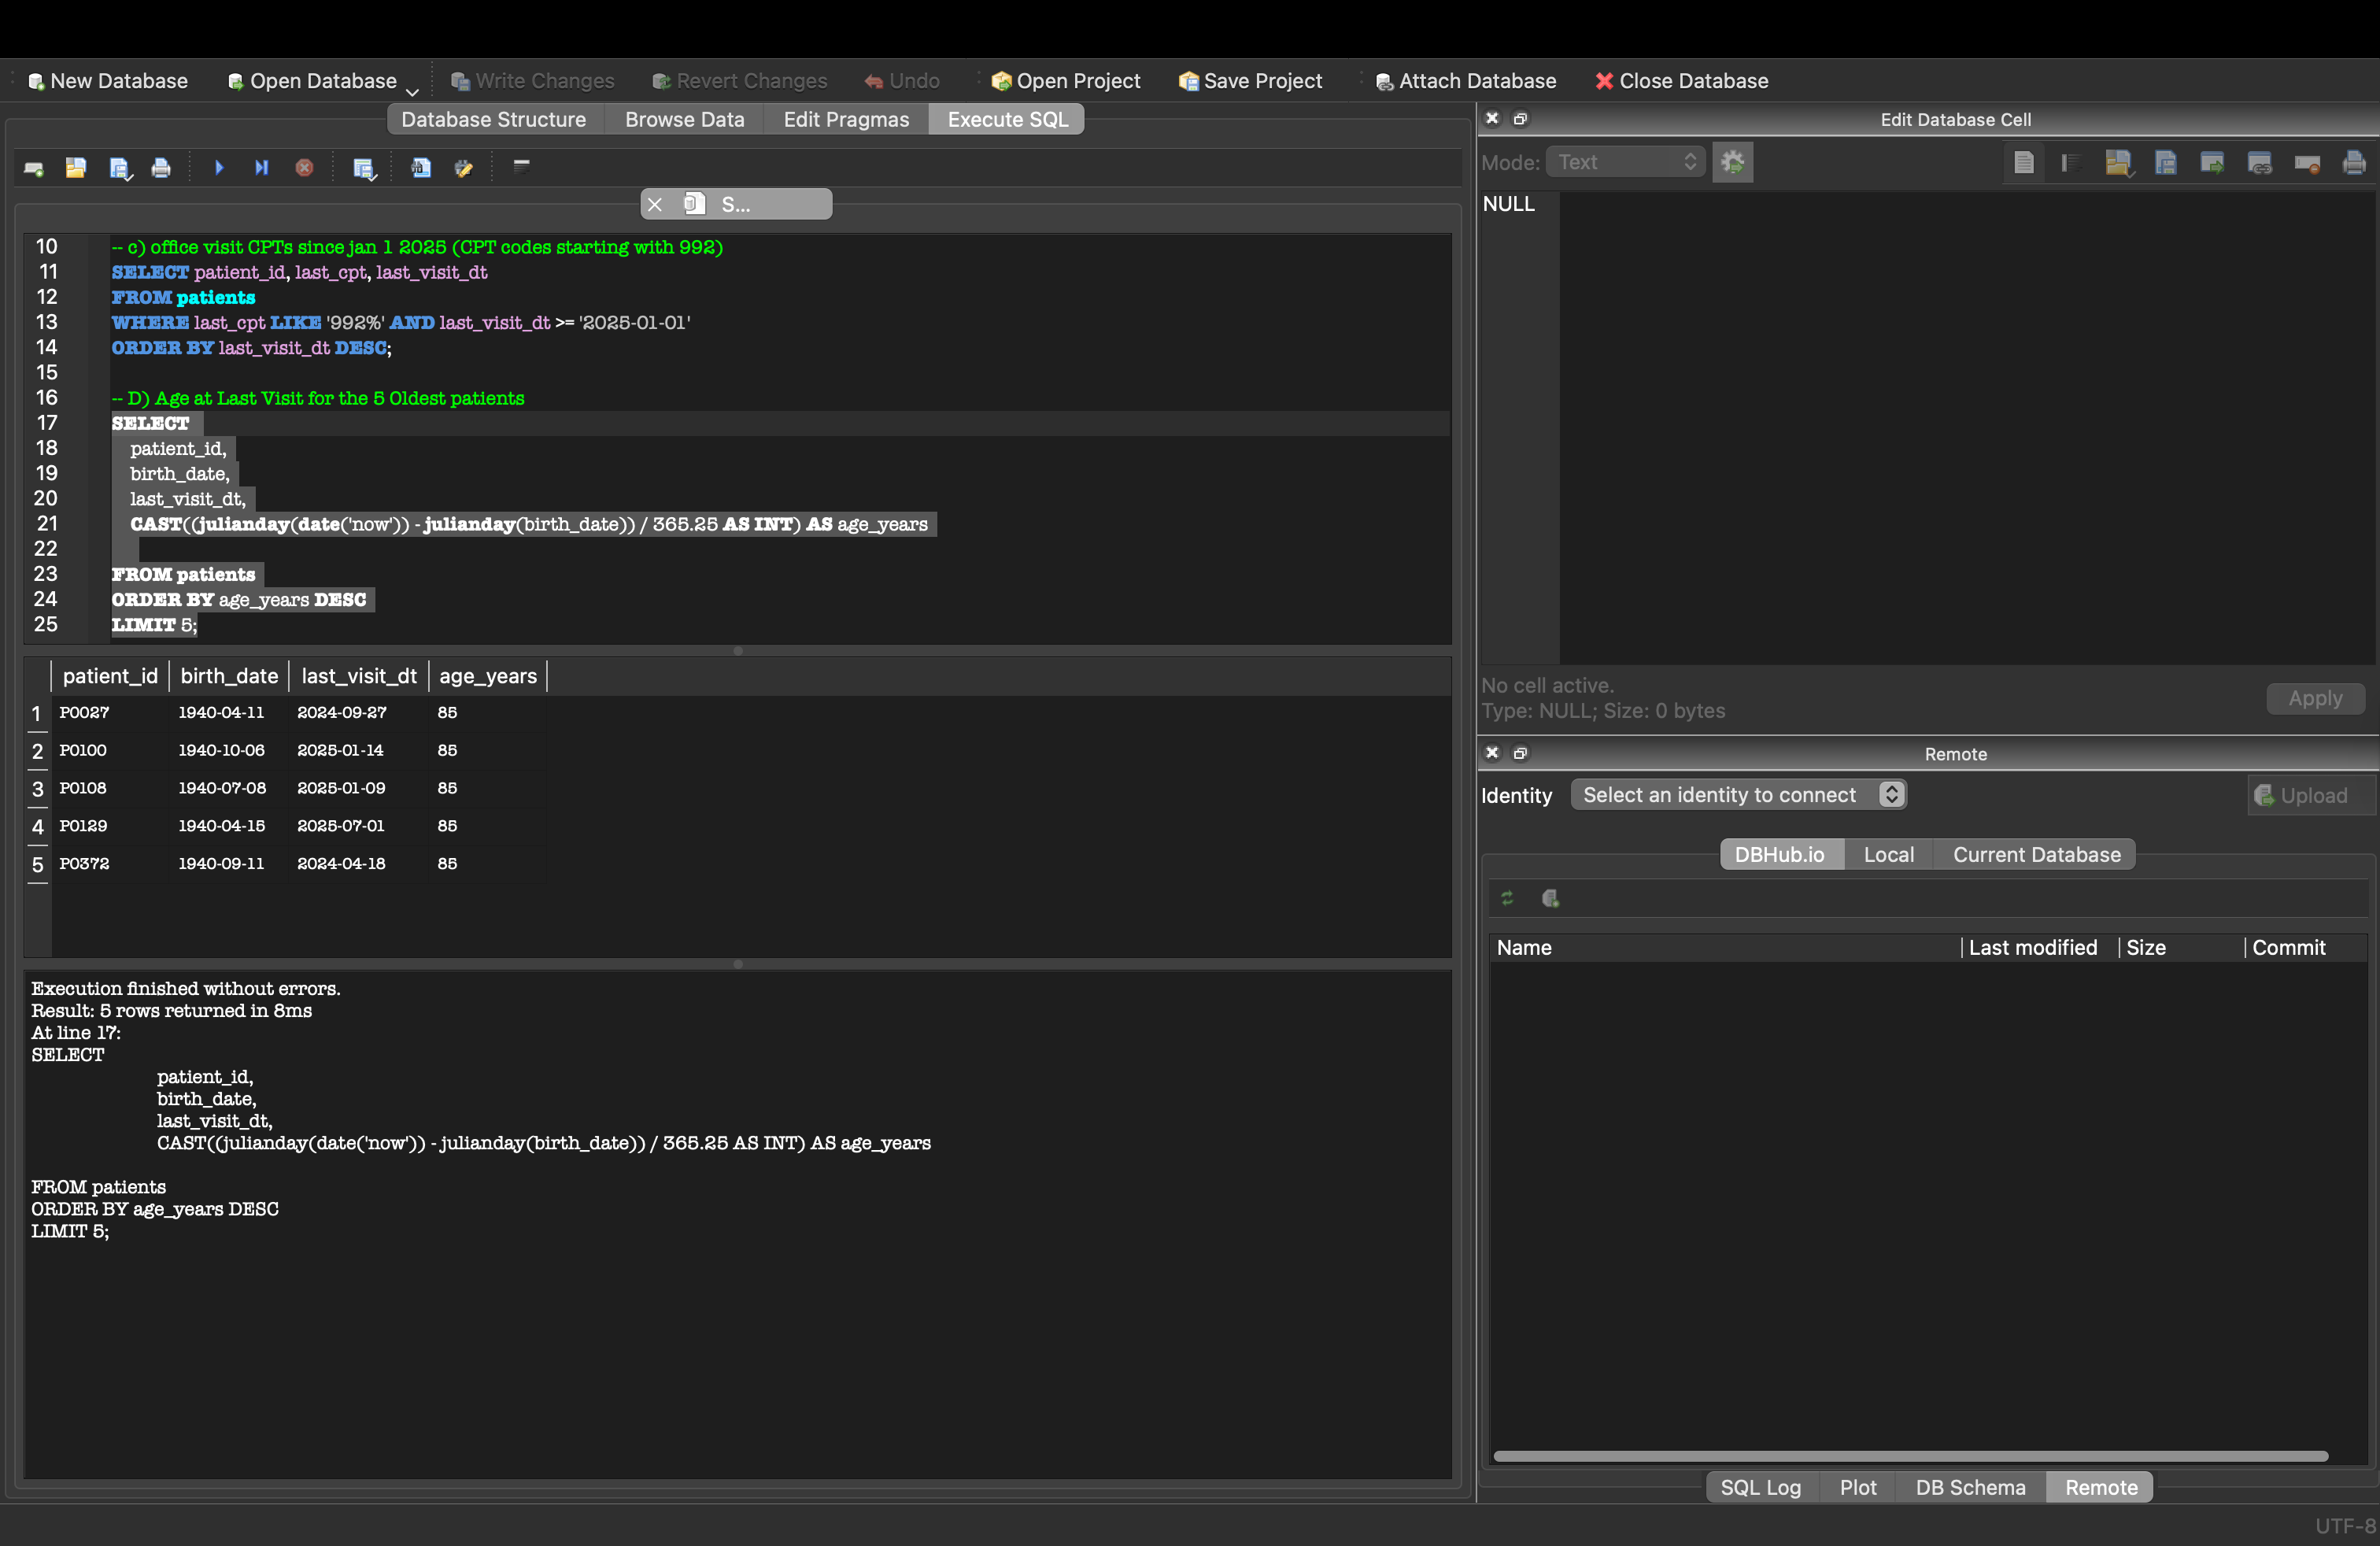 New Database Open Database Write Changes Revert Changes Undo Open Project Save Project Attach Database Close Database
Database Structure Browse Data Edit Pragmas Execute SQL
S...
10 -- c) office visit CPTs since jan 1 2025 (CPT codes starting with 992)
11 SELECT patient_id, last_cpt, last_visit_dt
12 FROM patients
13 WHERE last_cpt LIKE '992%' AND last_visit_dt >= '2025-01-01'
14 ORDER BY last_visit_dt DESC;
15
16 -- D) Age at Last Visit for the 5 Oldest patients
17 SELECT
18 patient_id,
19 birth_date,
20 last_visit_dt,
21 CAST((julianday(date('now')) - julianday(birth_date)) / 365.25 AS INT) AS age_years
22
23 FROM patients
24 ORDER BY age_years DESC
25 LIMIT 5;
patient_id birth_date last_visit_dt age_years
1 P0027 1940-04-11 2024-09-27 85
2 P0100 1940-10-06 2025-01-14 85
3 P0108 1940-07-08 2025-01-09 85
4 P0129 1940-04-15 2025-07-01 85
5 P0372 1940-09-11 2024-04-18 85
Execution finished without errors.
Result: 5 rows returned in 8ms
At line 17:
SELECT
patient_id,
birth_date,
last_visit_dt,
CAST((julianday(date('now')) - julianday(birth_date)) / 365.25 AS INT) AS age_years
FROM patients
ORDER BY age_years DESC
LIMIT 5;
Edit Database Cell
Mode: Text
NULL
No cell active.
Type: NULL; Size: 0 bytes
Apply
Remote
Identity Select an identity to connect Upload
DBHub.io Local Current Database
Name Last modified Size Commit
SQL Log Plot DB Schema Remote
UTF-8